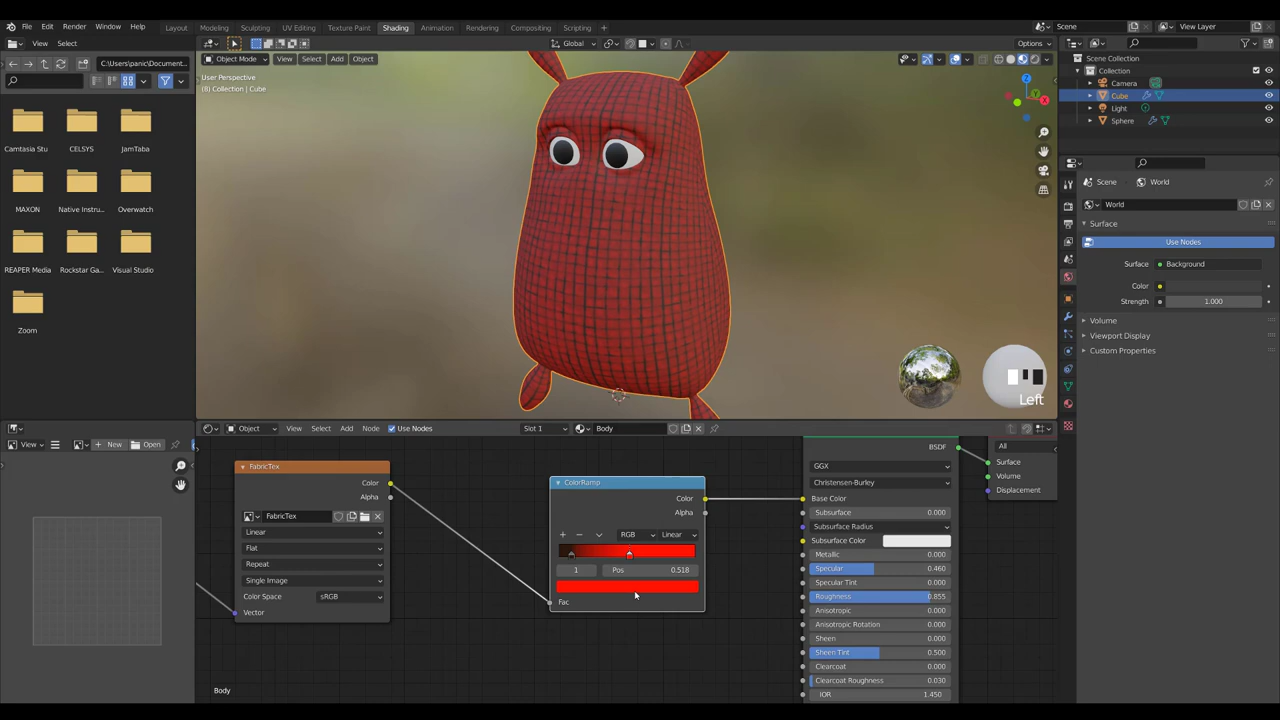 File Edit Render Window Help Layout Modeling Sculpting UV Editing Texture Paint Shading Animation Rendering Compositing Scripting + Scene View Layer
View Select Global Options
C:\Users\panic\Document... Object Mode View Select Add Object
User Perspective
(8) Collection | Cube
Camtasia Stu CELSYS JamTaba
MAXON Native Instru... Overwatch
REAPER Media Rockstar Ga... Visual Studio
Zoom
Z
X
Left
Scene Collection
Collection
Camera
Cube
Light
Sphere
Scene World
World
Surface
Use Nodes
Surface Background
Color
Strength 1.000
Volume
Viewport Display
Custom Properties
View New Open
Object View Select Add Node Use Nodes Slot 1 Body
FabricTex
Color
Alpha
FabricTex
Linear
Flat
Repeat
Single Image
Color Space sRGB
Vector
ColorRamp
Color
Alpha
RGB Linear
1 Pos 0.518
Fac
BSDF
GGX
Christensen-Burley
Base Color
Subsurface 0.000
Subsurface Radius
Subsurface Color
Metallic 0.000
Specular 0.460
Specular Tint 0.000
Roughness 0.855
Anisotropic 0.000
Anisotropic Rotation 0.000
Sheen 0.000
Sheen Tint 0.500
Clearcoat 0.000
Clearcoat Roughness 0.030
IOR 1.450
All
Surface
Volume
Displacement
Body